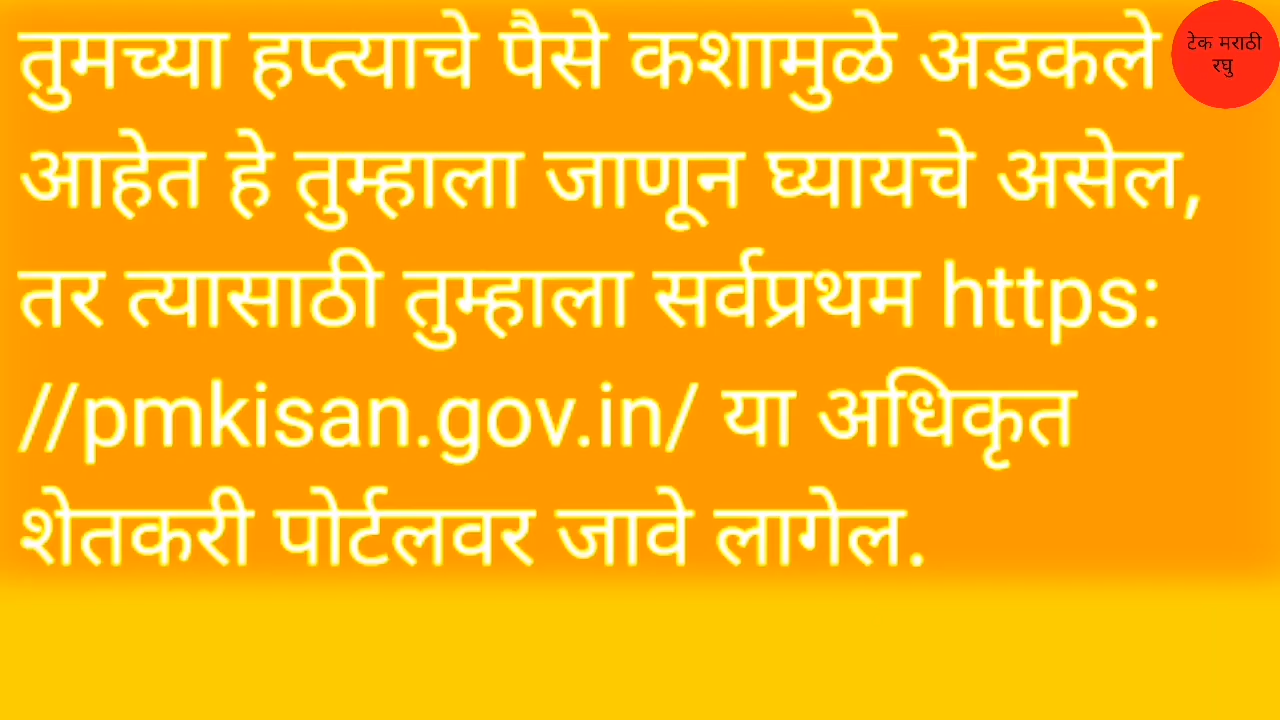 तुमच्या हप्त्याचे पैसे कशामुळे अडकले
आहेत हे तुम्हाला जाणून घ्यायचे असेल,
तर त्यासाठी तुम्हाला सर्वप्रथम https:
//pmkisan.gov.in/ या अधिकृत
शेतकरी पोर्टलवर जावे लागेल.
टेक मराठी
रघु